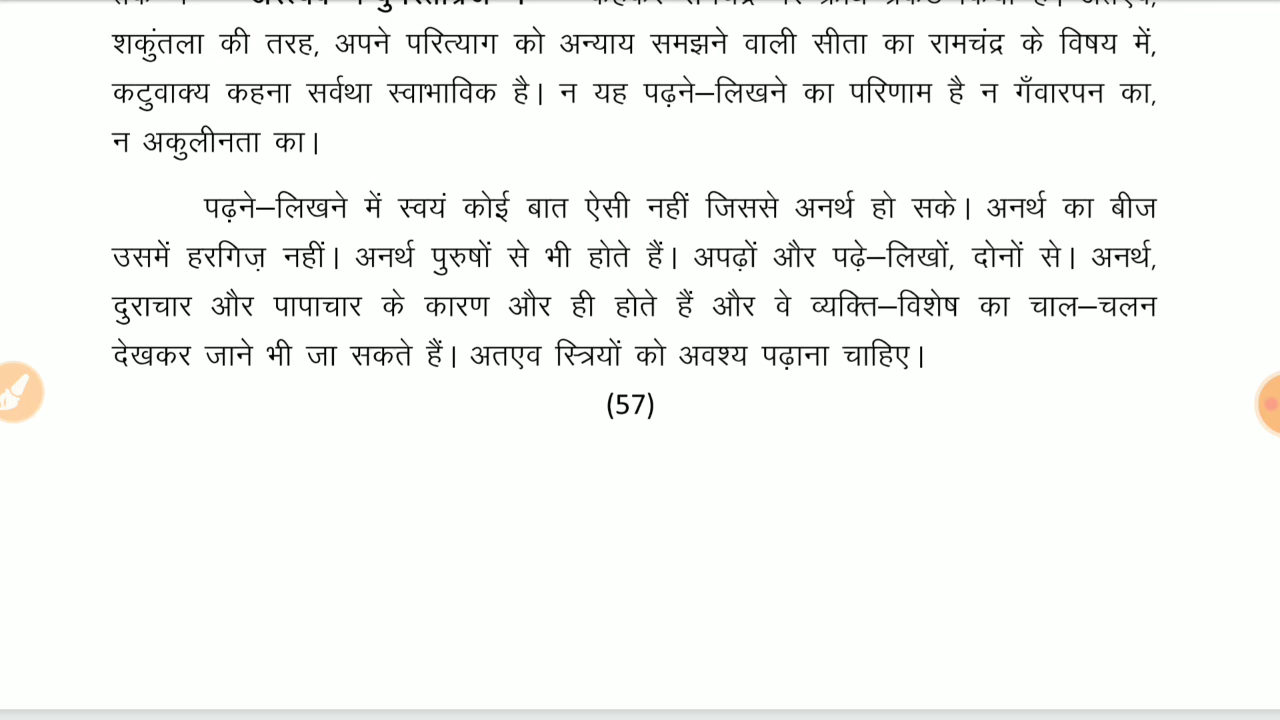 शकुंतला की तरह, अपने परित्याग को अन्याय समझने वाली सीता का रामचंद्र के विषय में,
कटुवाक्य कहना सर्वथा स्वाभाविक है। न यह पढ़ने–लिखने का परिणाम है न गँवारपन का,
न अकुलीनता का।
पढ़ने–लिखने में स्वयं कोई बात ऐसी नहीं जिससे अनर्थ हो सके। अनर्थ का बीज
उसमें हरगिज़ नहीं। अनर्थ पुरुषों से भी होते हैं। अपढ़ों और पढ़े–लिखों, दोनों से। अनर्थ,
दुराचार और पापाचार के कारण और ही होते हैं और वे व्यक्ति–विशेष का चाल–चलन
देखकर जाने भी जा सकते हैं। अतएव स्त्रियों को अवश्य पढ़ाना चाहिए।
(57)